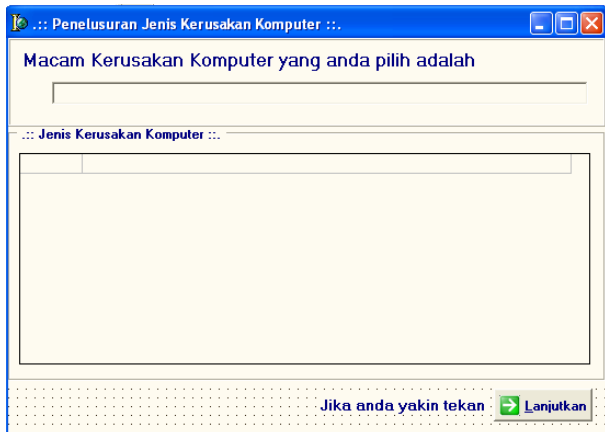 .:: Penelusuran Jenis Kerusakan Komputer ::.
Macam Kerusakan Komputer yang anda pilih adalah
.:: Jenis Kerusakan Komputer ::.
Jika anda yakin tekan
Lanjutkan